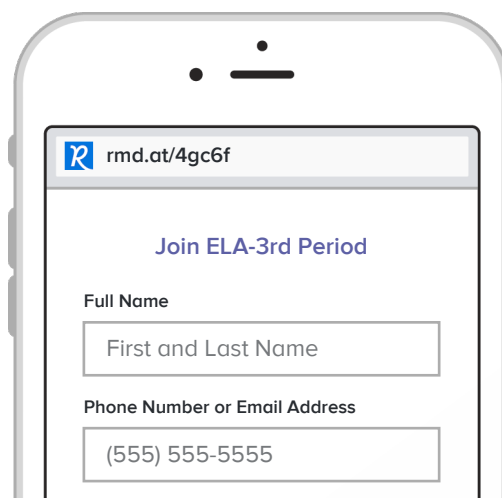 rmd.at/4gc6f
Join ELA-3rd Period
Full Name
First and Last Name
Phone Number or Email Address
(555) 555-5555